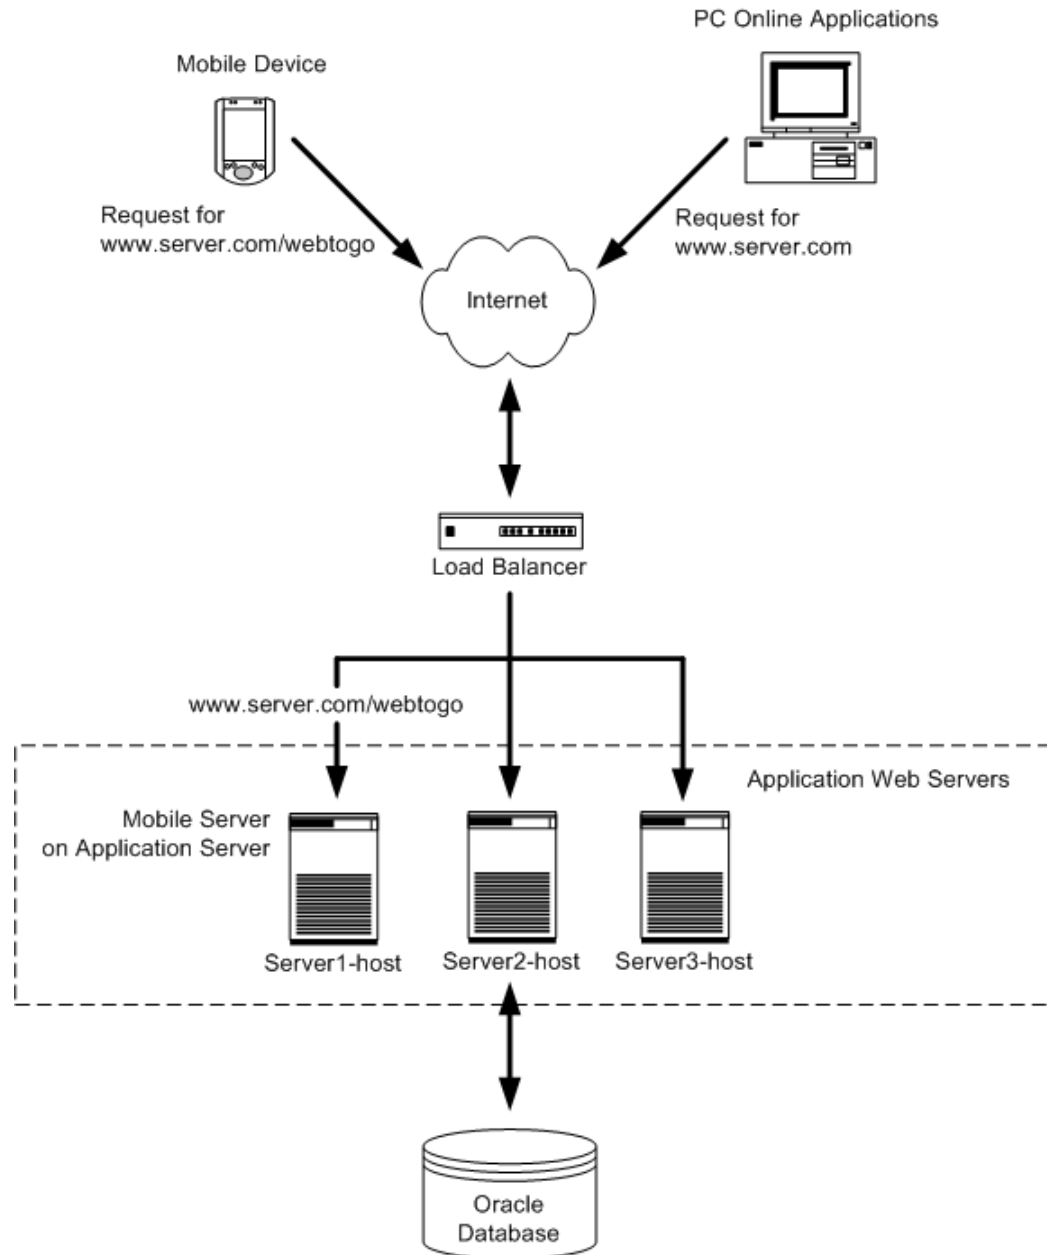 PC Online Applications
Mobile Device
Request for
www.server.com/webtogo
Request for
www.server.com
Internet
Load Balancer
www.server.com/webtogo
Application Web Servers
Mobile Server
on Application Server
Server1-host
Server2-host
Server3-host
Oracle
Database